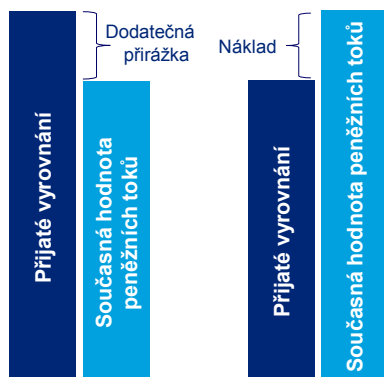 Dodatečná
přirážka
Náklad
Přijaté vyrovnání
Současná hodnota
peněžních toků
Přijaté vyrovnání
Současná hodnota peněžních toků